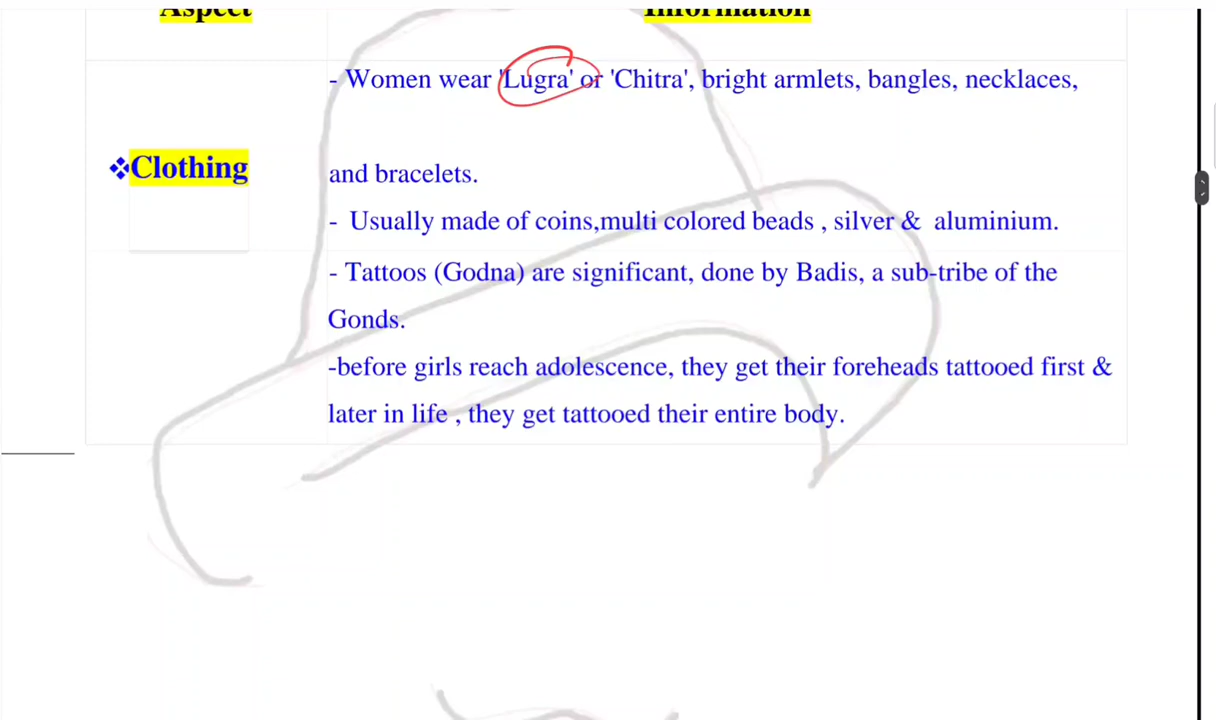 Aspect Information
- Women wear 'Lugra' or 'Chitra', bright armlets, bangles, necklaces,
❖Clothing
and bracelets.
- Usually made of coins,multi colored beads , silver & aluminium.
- Tattoos (Godna) are significant, done by Badis, a sub-tribe of the
Gonds.
-before girls reach adolescence, they get their foreheads tattooed first &
later in life , they get tattooed their entire body.